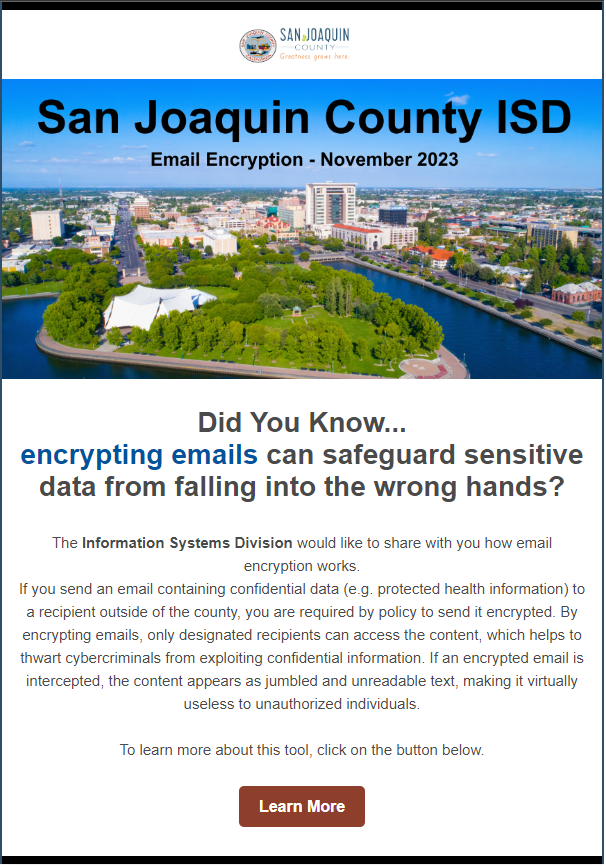 SAN JOAQUIN
COUNTY
Greatness grows here.
San Joaquin County ISD
Email Encryption - November 2023
Did You Know...
encrypting emails can safeguard sensitive
data from falling into the wrong hands?
The Information Systems Division would like to share with you how email
encryption works.
If you send an email containing confidential data (e.g. protected health information) to
a recipient outside of the county, you are required by policy to send it encrypted. By
encrypting emails, only designated recipients can access the content, which helps to
thwart cybercriminals from exploiting confidential information. If an encrypted email is
intercepted, the content appears as jumbled and unreadable text, making it virtually
useless to unauthorized individuals.
To learn more about this tool, click on the button below.
Learn More